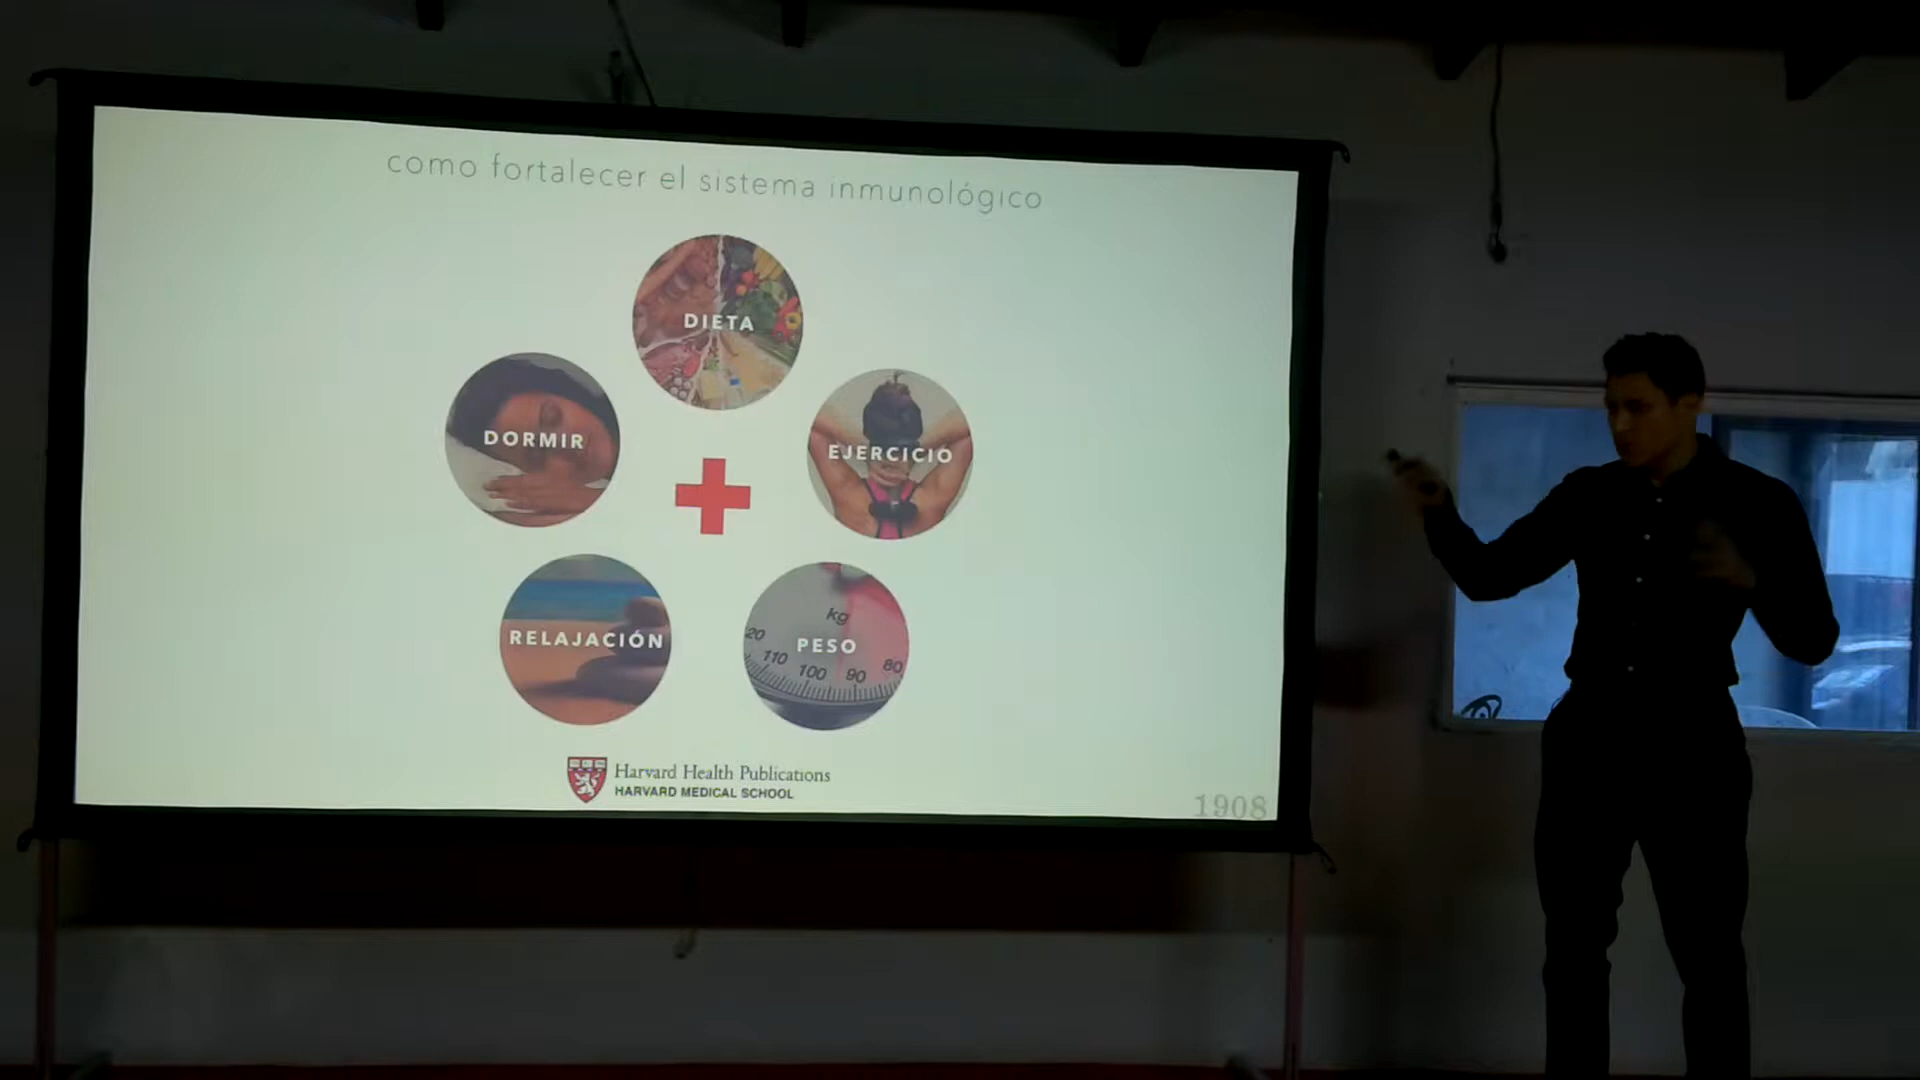 como fortalecer el sistema inmunológico
DIETA
DORMIR
EJERCICIO
RELAJACIÓN
PESO
kg
20
110
100
90
80
Harvard Health Publications
HARVARD MEDICAL SCHOOL
1908